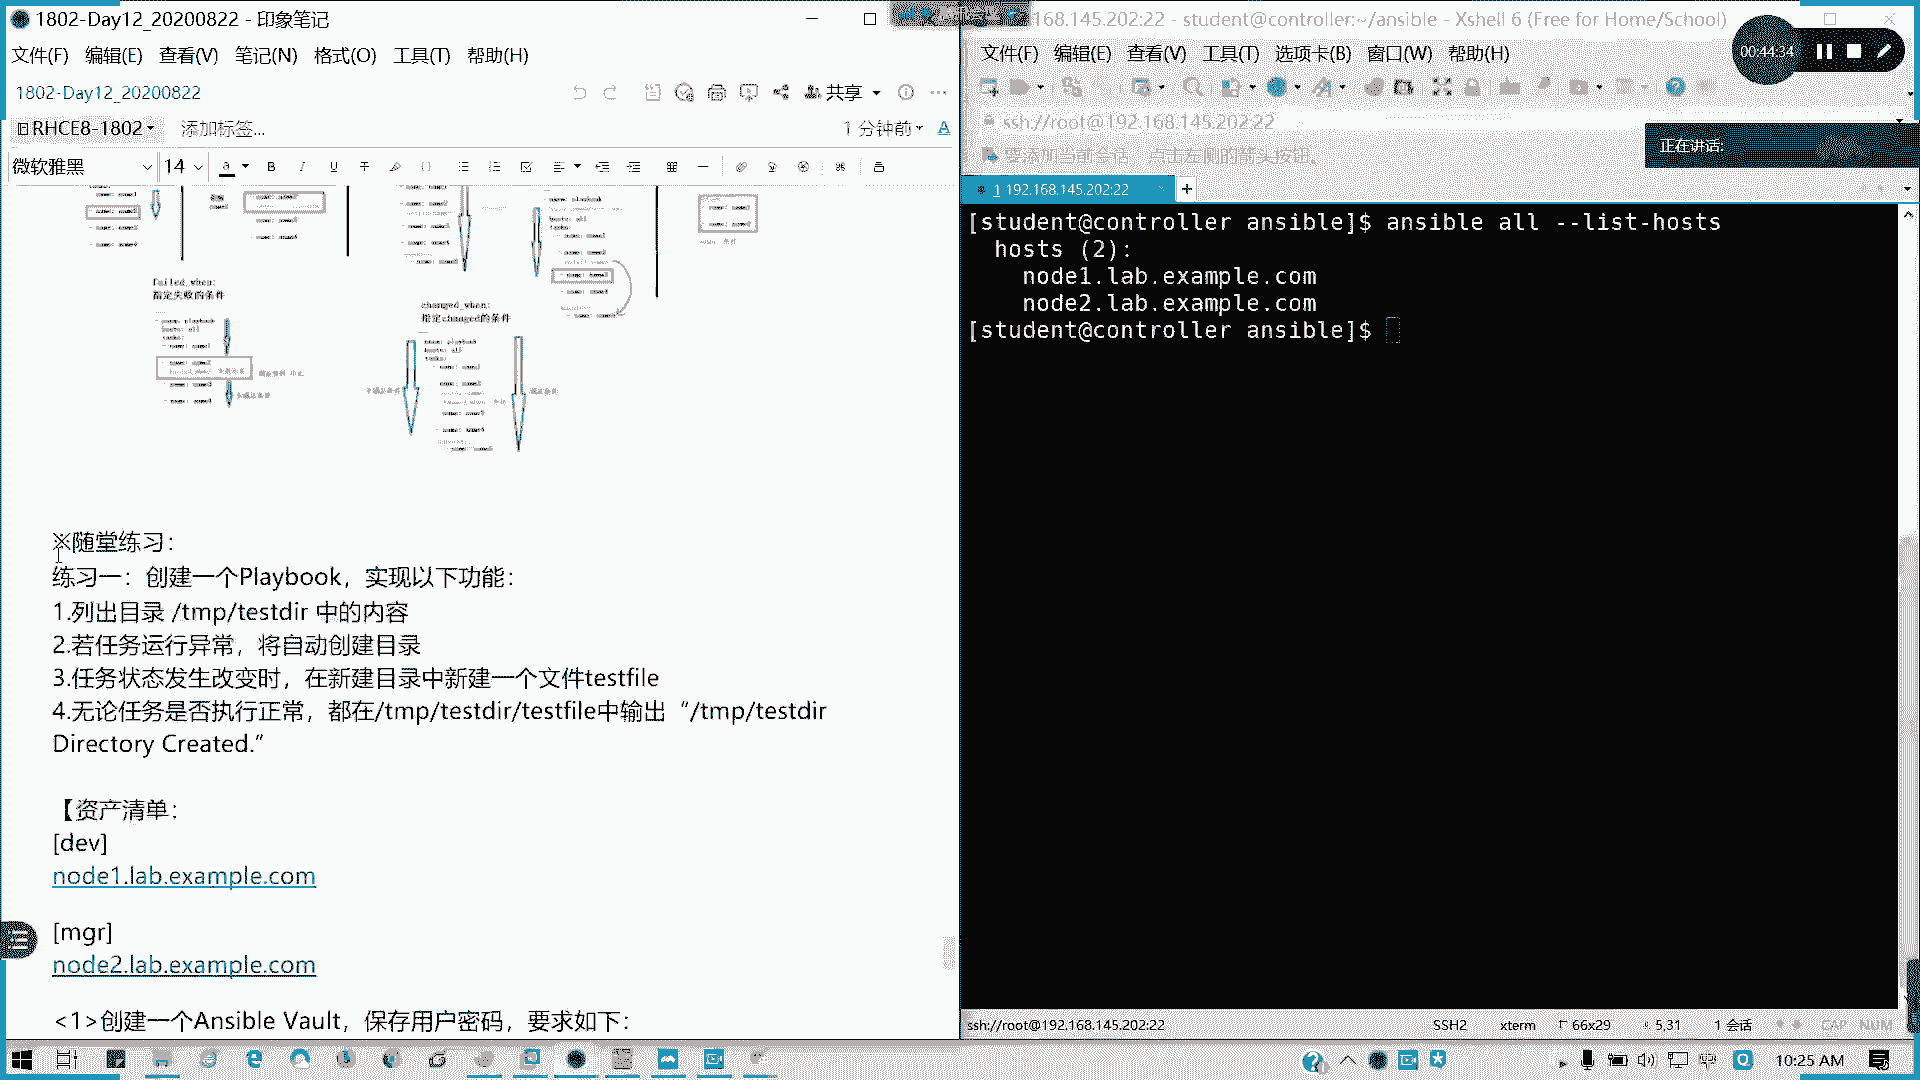 1802-Day12_20200822 - 印象笔记
文件(F) 编辑(E) 查看(V) 笔记(N) 格式(O) 工具(T) 帮助(H)
1802-Day12_20200822
共享
RHCE8-1802
添加标签...
1 分钟前
微软雅黑
14
failed_when:
指定失败的条件
changed_when:
指定changed的条件
※随堂练习：
练习一：创建一个Playbook，实现以下功能：
1.列出目录 /tmp/testdir 中的内容
2.若任务运行异常，将自动创建目录
3.任务状态发生改变时，在新建目录中新建一个文件testfile
4.无论任务是否执行正常，都在/tmp/testdir/testfile中输出“/tmp/testdir
Directory Created.”
【资产清单：
[dev]
node1.lab.example.com
[mgr]
node2.lab.example.com
<1>创建一个Ansible Vault，保存用户密码，要求如下：
168.145.202:22 - student@controller:~/ansible - Xshell 6 (Free for Home/School)
文件(F) 编辑(E) 查看(V) 工具(T) 选项卡(B) 窗口(W) 帮助(H)
00:44:34
ssh://root@192.168.145.202:22
要添加当前会话，点击左侧的箭头按钮。
正在讲话:
1 192.168.145.202:22
[student@controller ansible]$ ansible all --list-hosts
hosts (2):
node1.lab.example.com
node2.lab.example.com
[student@controller ansible]$
ssh://root@192.168.145.202:22
SSH2
xterm
66x29
5,31
1 会话
CAP NUM
10:25 AM